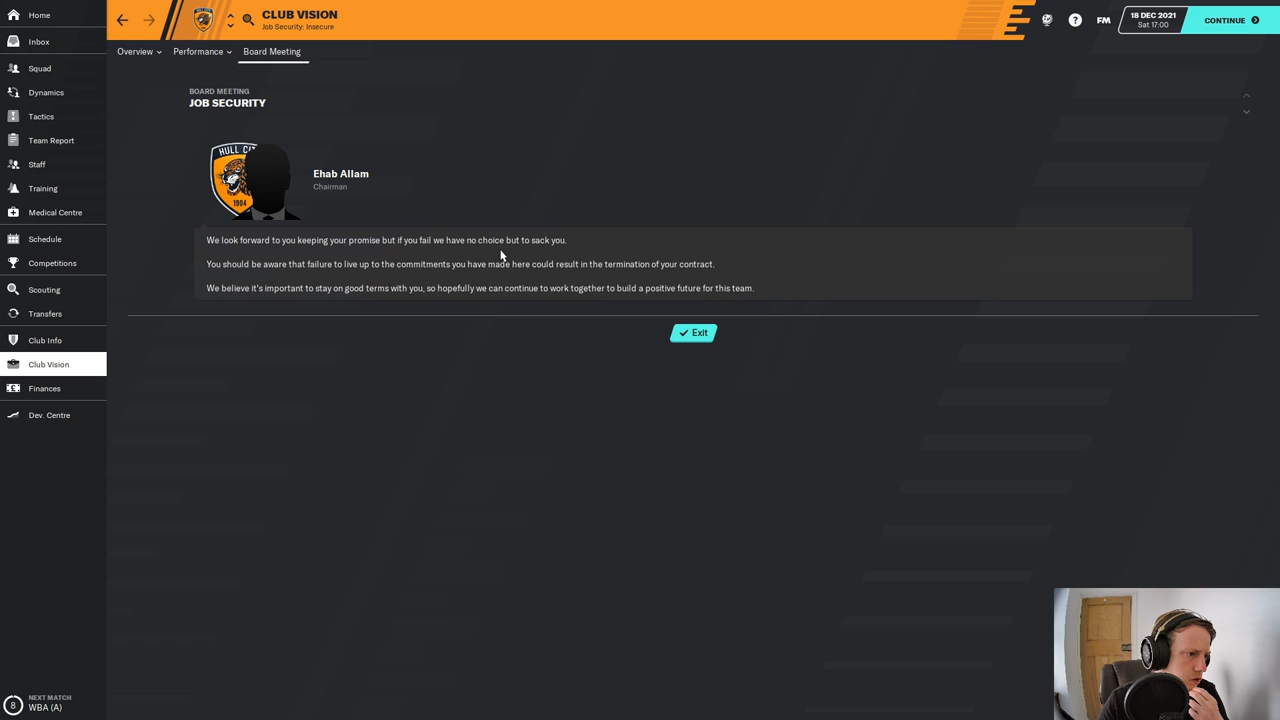 CLUB VISION
Job Security: Insecure
FM
18 DEC 2021
Sat 17:00
CONTINUE
Overview
Performance
Board Meeting
Home
Inbox
Squad
Dynamics
Tactics
Team Report
Staff
Training
Medical Centre
Schedule
Competitions
Scouting
Transfers
Club Info
Club Vision
Finances
Dev. Centre
8
NEXT MATCH
WBA (A)
BOARD MEETING
JOB SECURITY
HULL CI
1904
Ehab Allam
Chairman
We look forward to you keeping your promise but if you fail we have no choice but to sack you.
You should be aware that failure to live up to the commitments you have made here could result in the termination of your contract.
We believe it's important to stay on good terms with you, so hopefully we can continue to work together to build a positive future for this team.
Exit